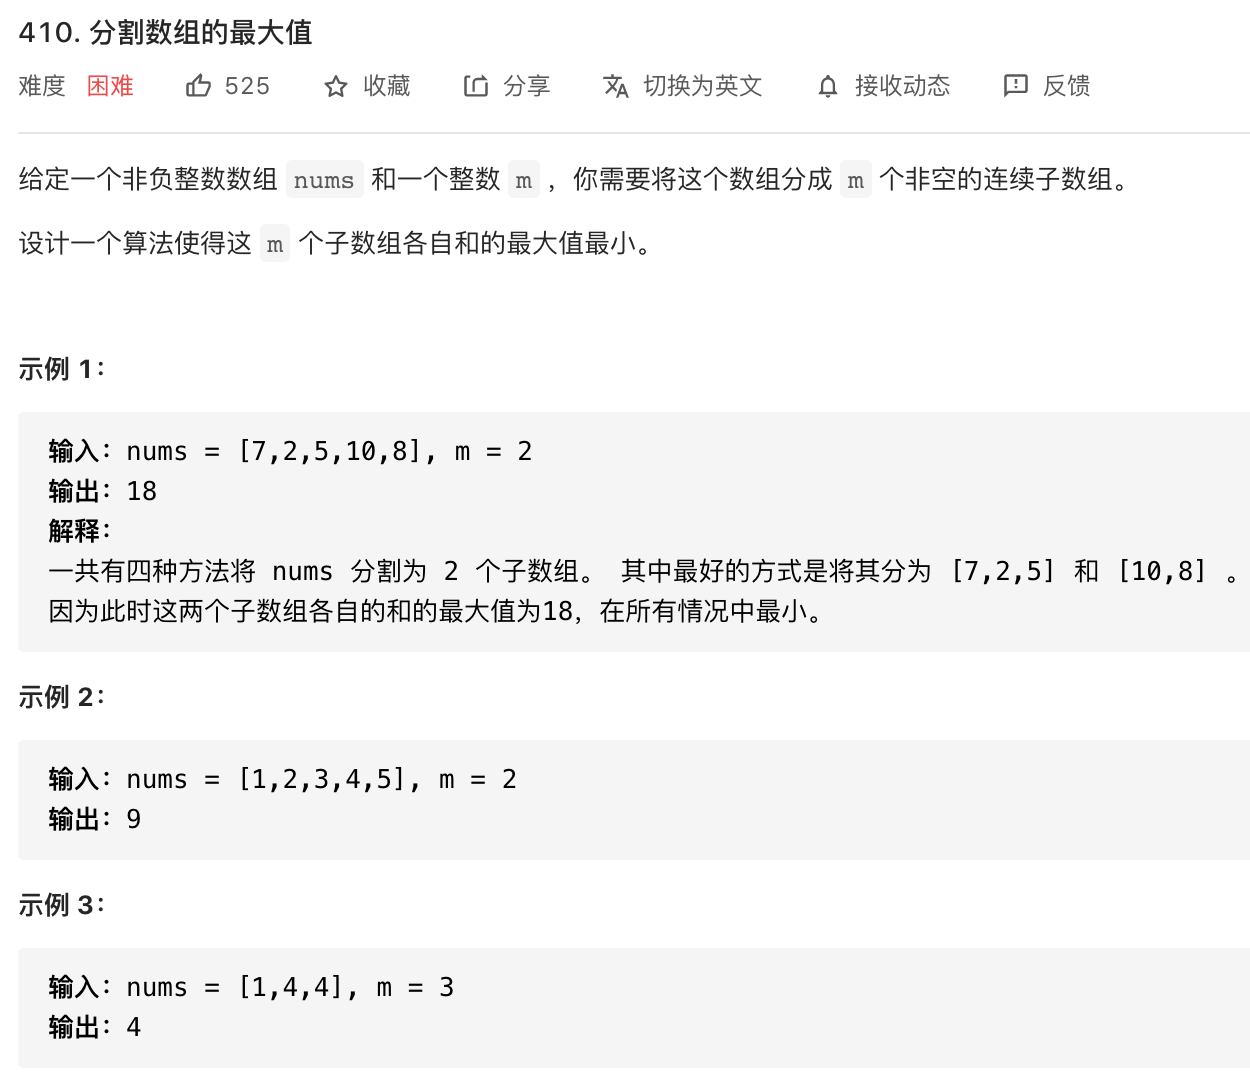 410. 分割数组的最大值
难度 困难 525 收藏 分享 切换为英文 接收动态 反馈
给定一个非负整数数组 nums 和一个整数 m ，你需要将这个数组分成 m 个非空的连续子数组。
设计一个算法使得这 m 个子数组各自和的最大值最小。
示例 1：
输入：nums = [7,2,5,10,8], m = 2
输出：18
解释：
一共有四种方法将 nums 分割为 2 个子数组。 其中最好的方式是将其分为 [7,2,5] 和 [10,8] 。
因为此时这两个子数组各自的和的最大值为18，在所有情况中最小。
示例 2：
输入：nums = [1,2,3,4,5], m = 2
输出：9
示例 3：
输入：nums = [1,4,4], m = 3
输出：4